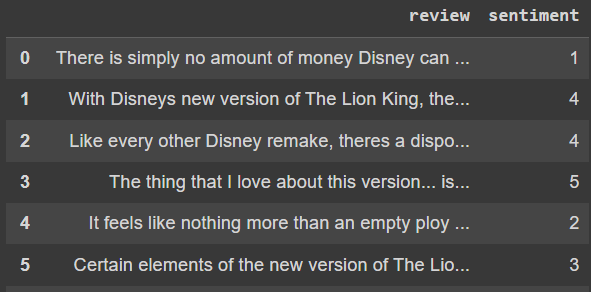 review sentiment
0 There is simply no amount of money Disney can ... 1
1 With Disneys new version of The Lion King, the... 4
2 Like every other Disney remake, theres a dispo... 4
3 The thing that I love about this version... is... 5
4 It feels like nothing more than an empty ploy ... 2
5 Certain elements of the new version of The Lio... 3